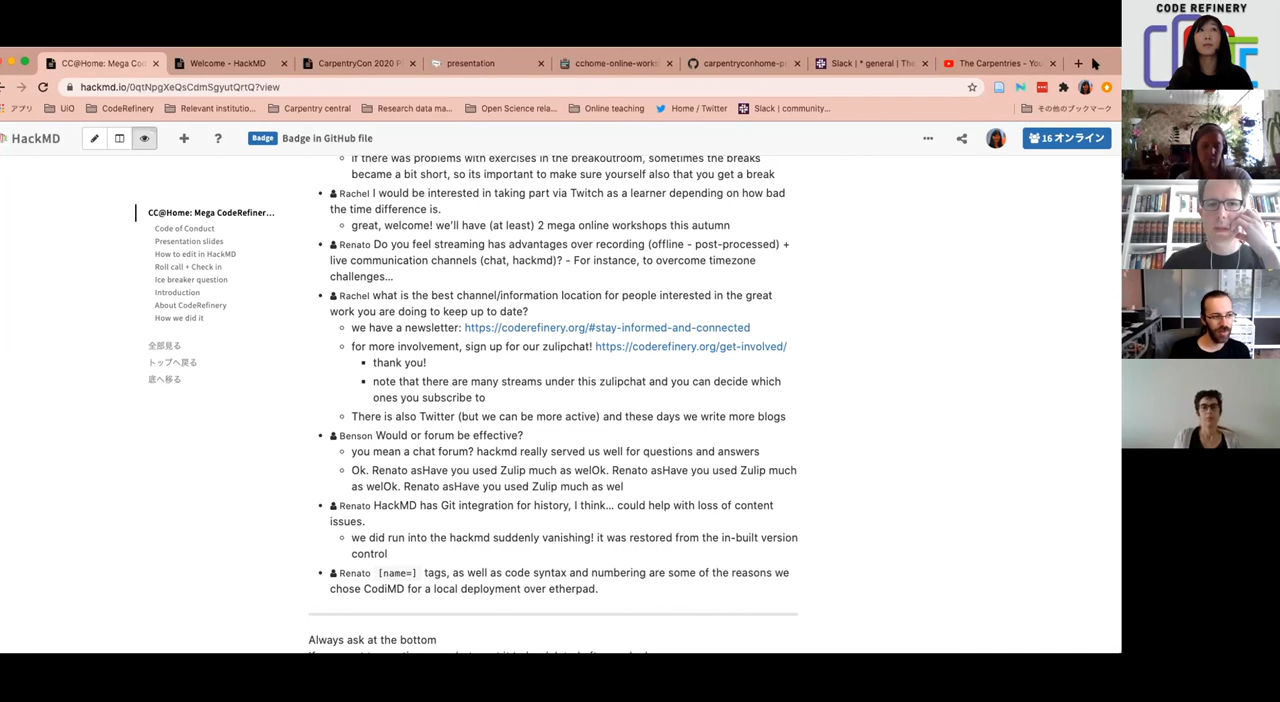 CODE REFINERY
CC@Home: Mega Co
Welcome - HackMD
CarpentryCon 2020 P
presentation
cchome-online-works
carpentryconhome-p
Slack | * general | The
The Carpentries - You
hackmd.io/0qtNpgXeQsCdmSgyutQrtQ?view
アプリ
UiO
CodeRefinery
Relevant institutio...
Carpentry central
Research data ma...
Open Science rela...
Online teaching
Home / Twitter
Slack | community...
その他のブックマーク
HackMD
Badge
Badge in GitHub file
16 オンライン
CC@Home: Mega CodeRefiner...
Code of Conduct
Presentation slides
How to edit in HackMD
Roll call + Check in
Ice breaker question
Introduction
About CodeRefinery
How we did it
全部見る
トップへ戻る
底へ移る
if there was problems with exercises in the breakoutroom, sometimes the breaks
became a bit short, so its important to make sure yourself also that you get a break
Rachel I would be interested in taking part via Twitch as a learner depending on how bad
the time difference is.
great, welcome! we'll have (at least) 2 mega online workshops this autumn
Renato Do you feel streaming has advantages over recording (offline - post-processed) +
live communication channels (chat, hackmd)? - For instance, to overcome timezone
challenges...
Rachel what is the best channel/information location for people interested in the great
work you are doing to keep up to date?
we have a newsletter: https://coderefinery.org/#stay-informed-and-connected
for more involvement, sign up for our zulipchat! https://coderefinery.org/get-involved/
thank you!
note that there are many streams under this zulipchat and you can decide which
ones you subscribe to
There is also Twitter (but we can be more active) and these days we write more blogs
Benson Would or forum be effective?
you mean a chat forum? hackmd really served us well for questions and answers
Ok. Renato asHave you used Zulip much as welOk. Renato asHave you used Zulip much
as welOk. Renato asHave you used Zulip much as wel
Renato HackMD has Git integration for history, I think... could help with loss of content
issues.
we did run into the hackmd suddenly vanishing! it was restored from the in-built version
control
Renato [name=] tags, as well as code syntax and numbering are some of the reasons we
chose CodiMD for a local deployment over etherpad.
Always ask at the bottom